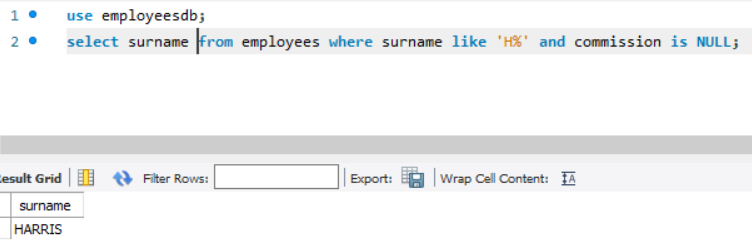 1 use employeesdb;
2 select surname from employees where surname like 'H%' and commission is NULL;
Result Grid Filter Rows: Export: Wrap Cell Content: IA
surname
HARRIS